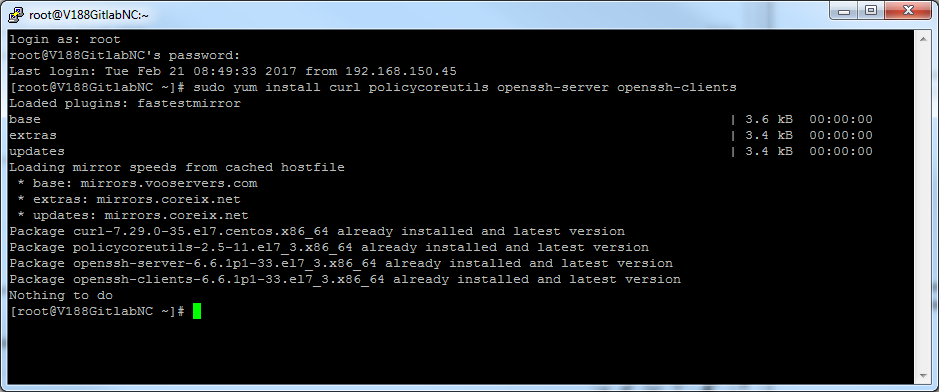 root@V188GitlabNC:~
login as: root
root@V188GitlabNC's password:
Last login: Tue Feb 21 08:49:33 2017 from 192.168.150.45
[root@V188GitlabNC ~]# sudo yum install curl policycoreutils openssh-server openssh-clients
Loaded plugins: fastestmirror
base | 3.6 kB 00:00:00
extras | 3.4 kB 00:00:00
updates | 3.4 kB 00:00:00
Loading mirror speeds from cached hostfile
 * base: mirrors.vooservers.com
 * extras: mirrors.coreix.net
 * updates: mirrors.coreix.net
Package curl-7.29.0-35.el7.centos.x86_64 already installed and latest version
Package policycoreutils-2.5-11.el7_3.x86_64 already installed and latest version
Package openssh-server-6.6.1p1-33.el7_3.x86_64 already installed and latest version
Package openssh-clients-6.6.1p1-33.el7_3.x86_64 already installed and latest version
Nothing to do
[root@V188GitlabNC ~]#